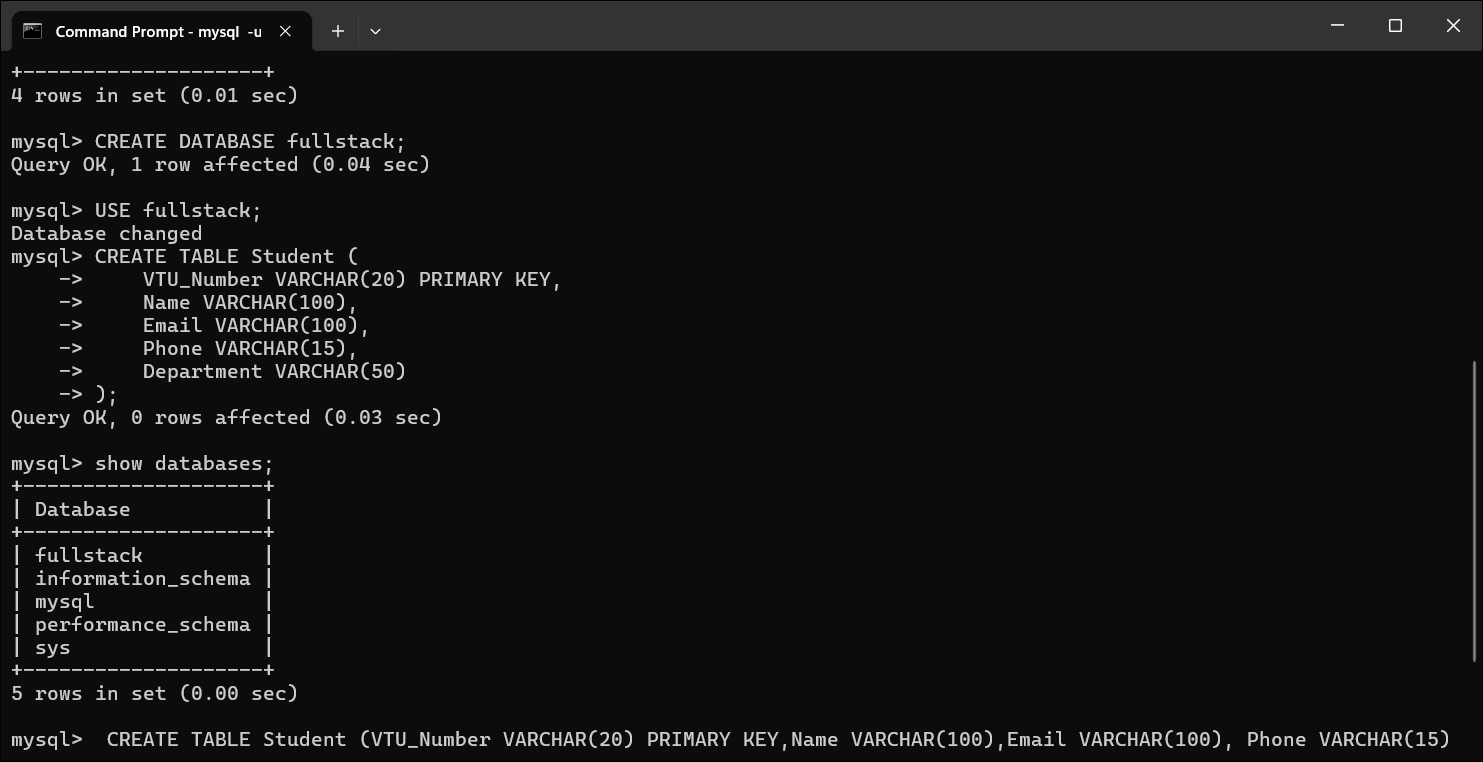 Command Prompt - mysql  -u
+--------------------+
4 rows in set (0.01 sec)
mysql> CREATE DATABASE fullstack;
Query OK, 1 row affected (0.04 sec)
mysql> USE fullstack;
Database changed
mysql> CREATE TABLE Student (
    ->     VTU_Number VARCHAR(20) PRIMARY KEY,
    ->     Name VARCHAR(100),
    ->     Email VARCHAR(100),
    ->     Phone VARCHAR(15),
    ->     Department VARCHAR(50)
    -> );
Query OK, 0 rows affected (0.03 sec)
mysql> show databases;
+--------------------+
| Database           |
+--------------------+
| fullstack          |
| information_schema |
| mysql              |
| performance_schema |
| sys                |
+--------------------+
5 rows in set (0.00 sec)
mysql>  CREATE TABLE Student (VTU_Number VARCHAR(20) PRIMARY KEY,Name VARCHAR(100),Email VARCHAR(100), Phone VARCHAR(15)